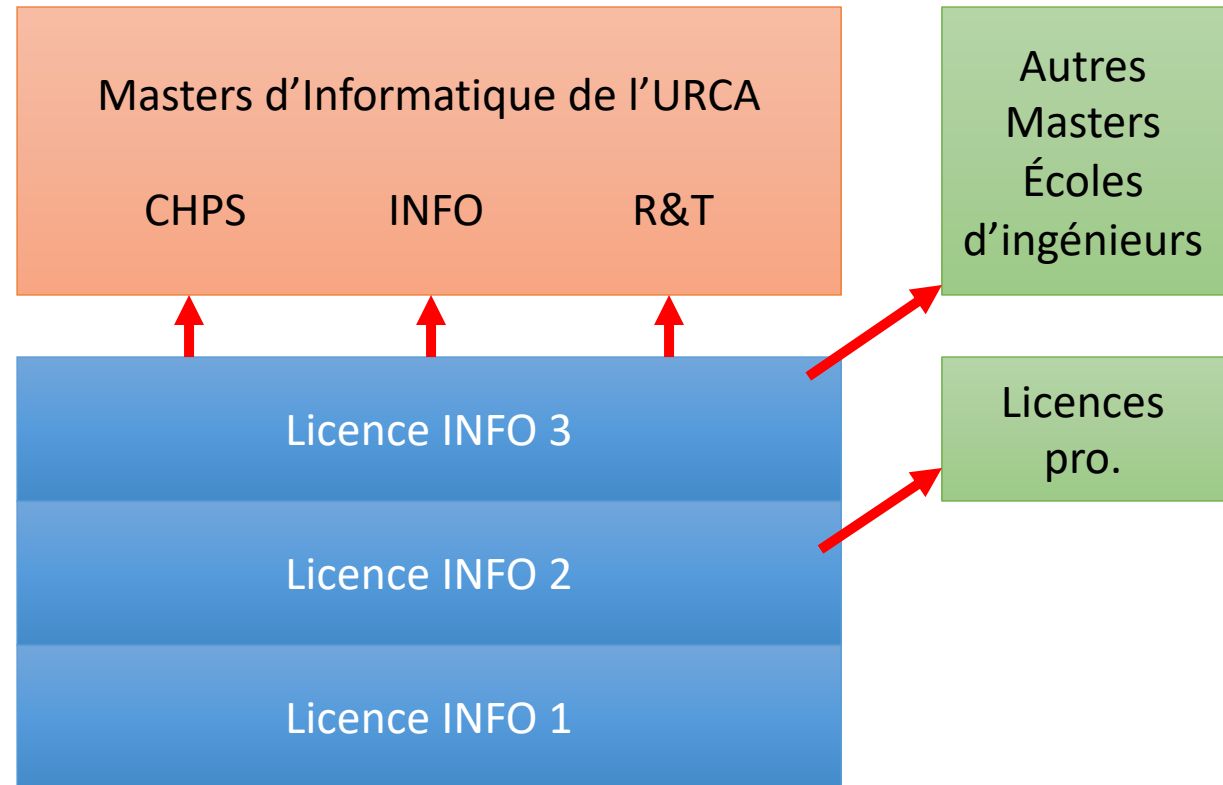 Masters d’Informatique de l’URCA
CHPS INFO R&T
Autres
Masters
Écoles
d’ingénieurs
Licence INFO 3
Licences
pro.
Licence INFO 2
Licence INFO 1